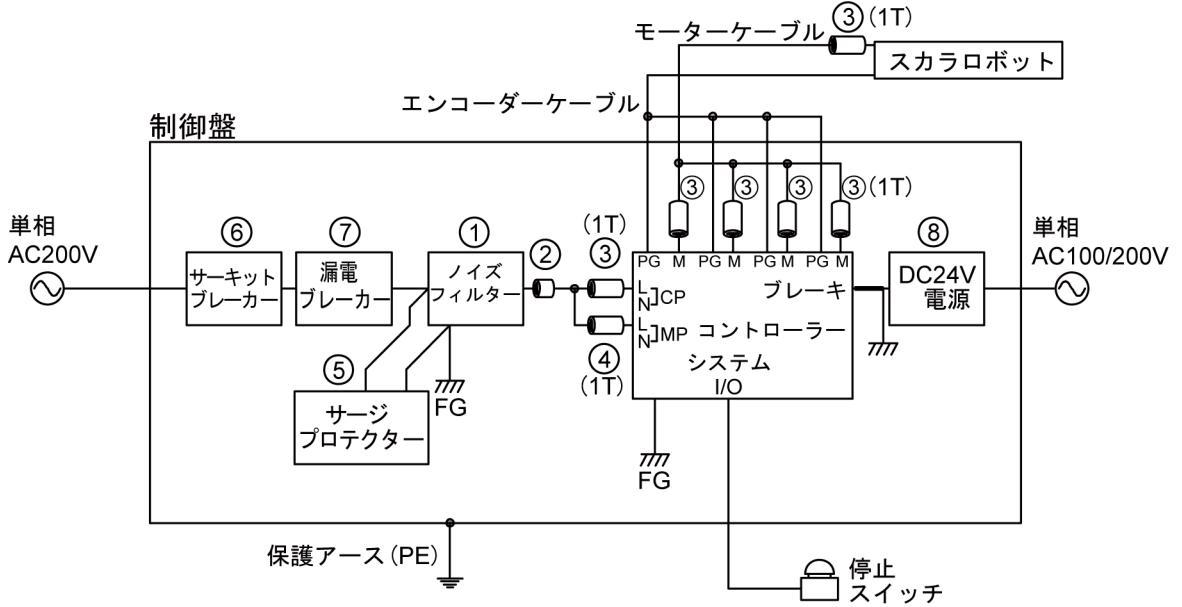 ③(1T)
モーターケーブル
スカラロボット
エンコーダーケーブル
制御盤
③
③
③
③(1T)
単相
AC200V
⑥
サーキット
ブレーカー
⑦
漏電
ブレーカー
①
ノイズ
フィルター
②
(1T)
③
④
(1T)
PG M PG M PG M PG M
L
N
CP
L
N
MP
ブレーキ
コントローラー
システム
I/O
⑧
DC24V
電源
単相
AC100/200V
⑤
サージ
プロテクター
FG
FG
保護アース(PE)
停止
スイッチ